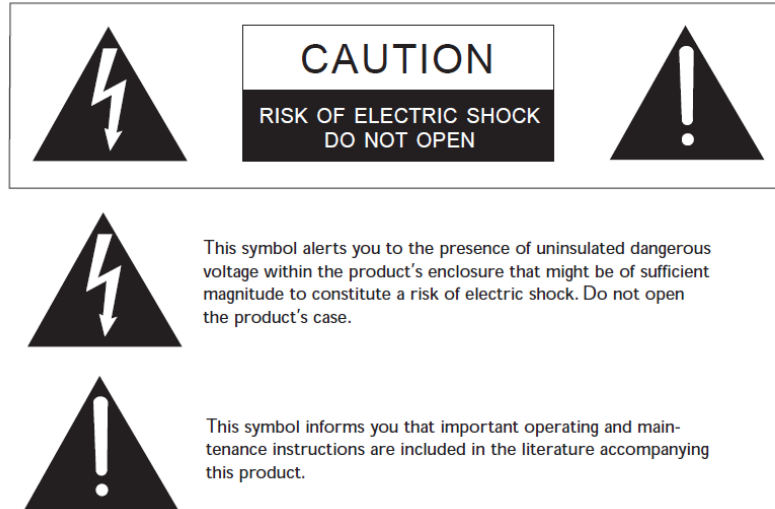 CAUTION
RISK OF ELECTRIC SHOCK
DO NOT OPEN
This symbol alerts you to the presence of uninsulated dangerous
voltage within the product's enclosure that might be of sufficient
magnitude to constitute a risk of electric shock. Do not open
the product's case.
This symbol informs you that important operating and main-
tenance instructions are included in the literature accompanying
this product.